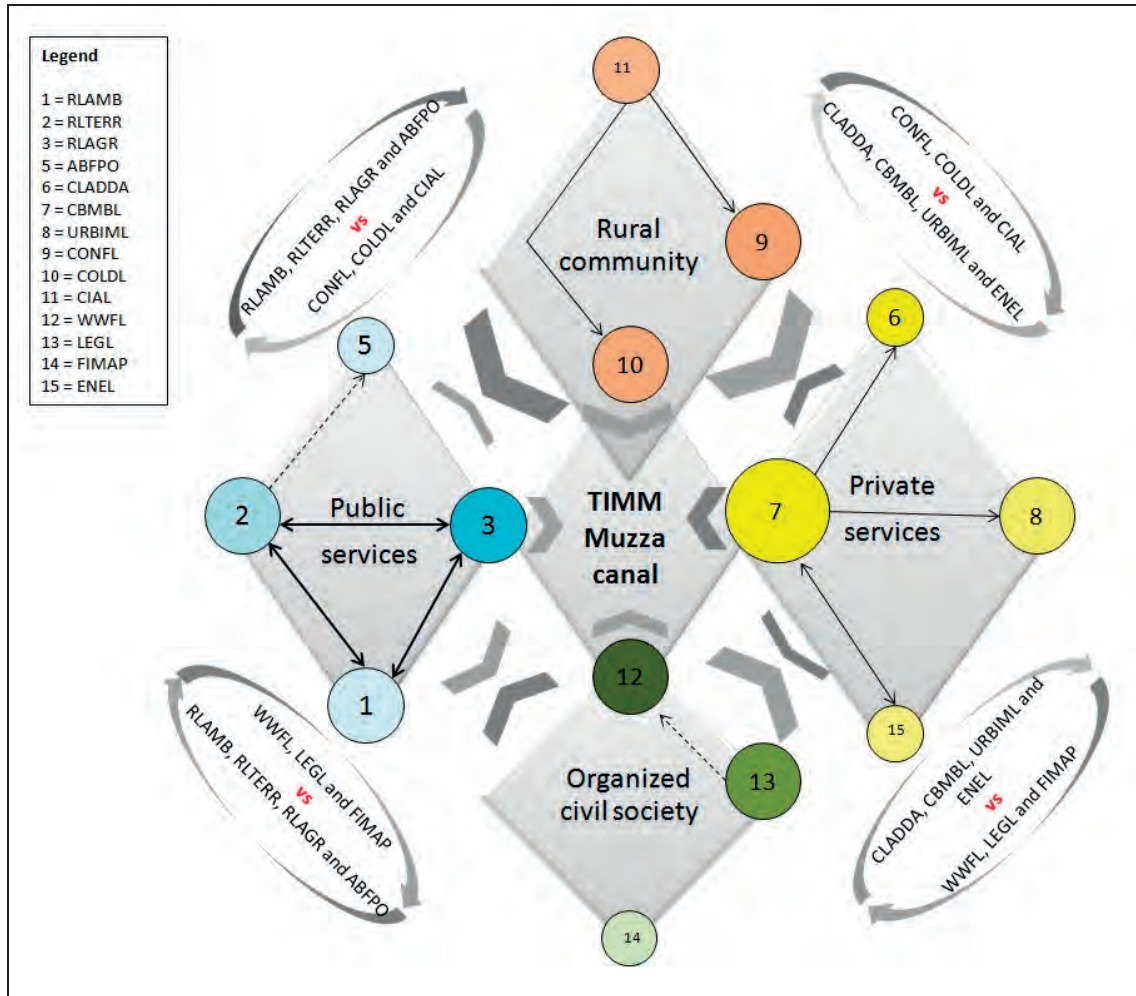 Legend
1 = RLAMB
2 = RLTERR
3 = RLAGR
5 = ABFPO
6 = CLADDA
7 = CBMBL
8 = URBIML
9 = CONFL
10 = COLDL
11 = CIAL
12 = WWFL
13 = LEGL
14 = FIMAP
15 = ENEL
RLAMB, RLTERR, RLAGR and ABFPO
vs
CONFL, COLDL and CIAL
11
Rural
community
9
10
CONFL, COLDL and CIAL
vs
CLADDA, CBMBL, URBIML and ENEL
5
2
Public
services
3
1
TIMM
Muzza
canal
6
7
Private
services
8
15
WWFL, LEGL and FIMAP
vs
RLAMB, RLTERR, RLAGR and ABFPO
12
Organized
civil society
13
14
CLADDA, CBMBL, URBIML and
ENEL
vs
WWFL, LEGL and FIMAP